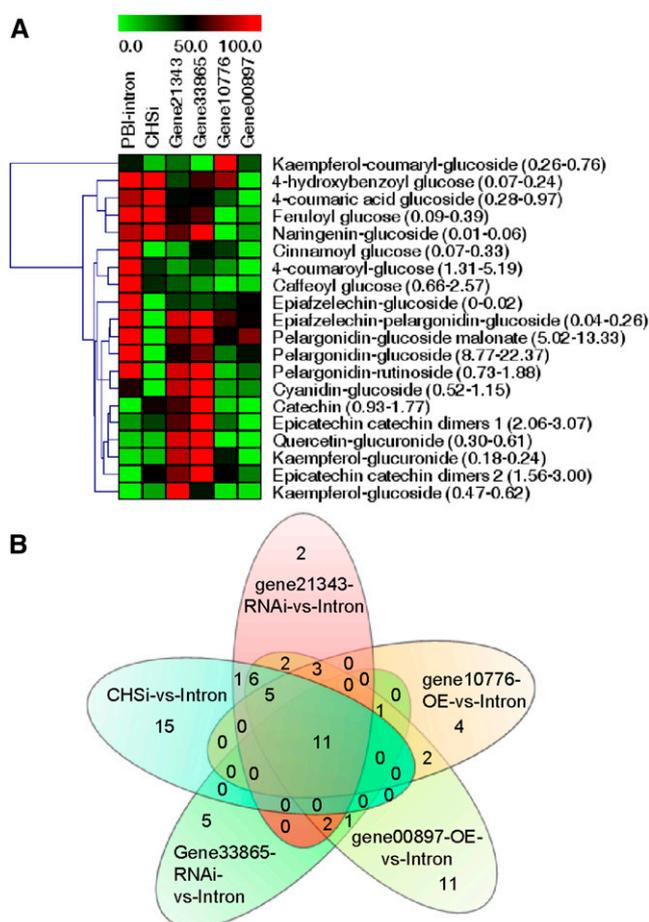 A
0.0 50.0 100.0
PBI-intron
CHSi
Gene21343
Gene33865
Gene10776
Gene00897
Kaempferol-coumaryl-glucoside (0.26-0.76)
4-hydroxybenzoyl glucose (0.07-0.24)
4-coumaric acid glucoside (0.28-0.97)
Feruloyl glucose (0.09-0.39)
Naringenin-glucoside (0.01-0.06)
Cinnamoyl glucose (0.07-0.33)
4-coumaroyl-glucose (1.31-5.19)
Caffeoyl glucose (0.66-2.57)
Epiafzelechin-glucoside (0-0.02)
Epiafzelechin-pelargonidin-glucoside (0.04-0.26)
Pelargonidin-glucoside malonate (5.02-13.33)
Pelargonidin-glucoside (8.77-22.37)
Pelargonidin-rutinoside (0.73-1.88)
Cyanidin-glucoside (0.52-1.15)
Catechin (0.93-1.77)
Epicatechin catechin dimers 1 (2.06-3.07)
Quercetin-glucuronide (0.30-0.61)
Kaempferol-glucuronide (0.18-0.24)
Epicatechin catechin dimers 2 (1.56-3.00)
Kaempferol-glucoside (0.47-0.62)
B
2
gene21343-
RNAi-vs-Intron
2 3 0
1 6 0 0
5 0
1
CHSi-vs-Intron
15
gene10776-
OE-vs-Intron
4
0
0 11
0 2
0 0 0
0 0 0
0 0
5 0 2 1
Gene33865-
RNAi-
vs-Intron
gene00897-OE-
vs-Intron
11